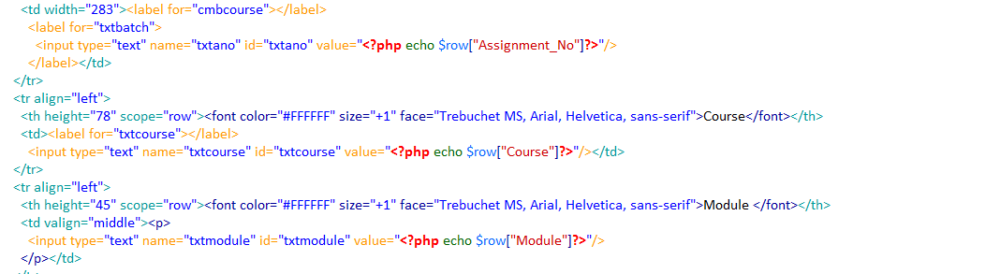 <td width="283"><label for="cmbcourse"></label>
<label for="txtbatch">
<input type="text" name="txtano" id="txtano" value="<?php echo $row["Assignment_No"]?>"/>
</label></td>
</tr>
<tr align="left">
<th height="78" scope="row"><font color="#FFFFFF" size="+1" face="Trebuchet MS, Arial, Helvetica, sans-serif">Course</font></th>
<td><label for="txtcourse"></label>
<input type="text" name="txtcourse" id="txtcourse" value="<?php echo $row["Course"]?>"/></td>
</tr>
<tr align="left">
<th height="45" scope="row"><font color="#FFFFFF" size="+1" face="Trebuchet MS, Arial, Helvetica, sans-serif">Module </font></th>
<td valign="middle"><p>
<input type="text" name="txtmodule" id="txtmodule" value="<?php echo $row["Module"]?>"/>
</p></td>